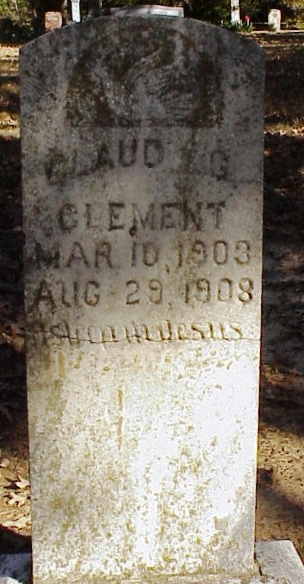 CLAUD G.
CLEMENT
MAR. 10, 1903
AUG 29, 1908
Asleep in Jesus